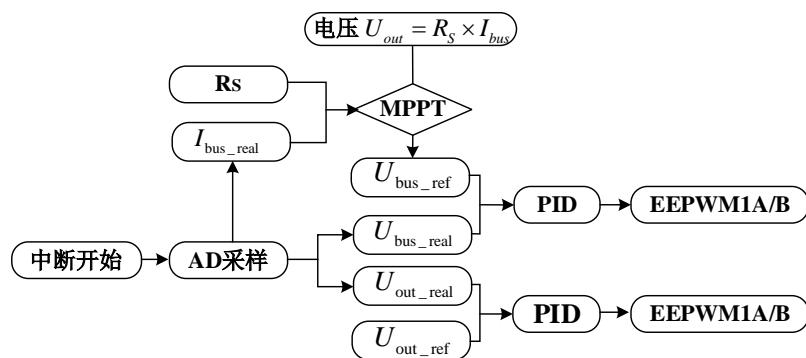 电压 U_out = R_S × I_bus
Rs
MPPT
I_bus_real
U_bus_ref
PID
EEPWM1A/B
U_bus_real
中断开始
AD采样
U_out_real
PID
EEPWM1A/B
U_out_ref